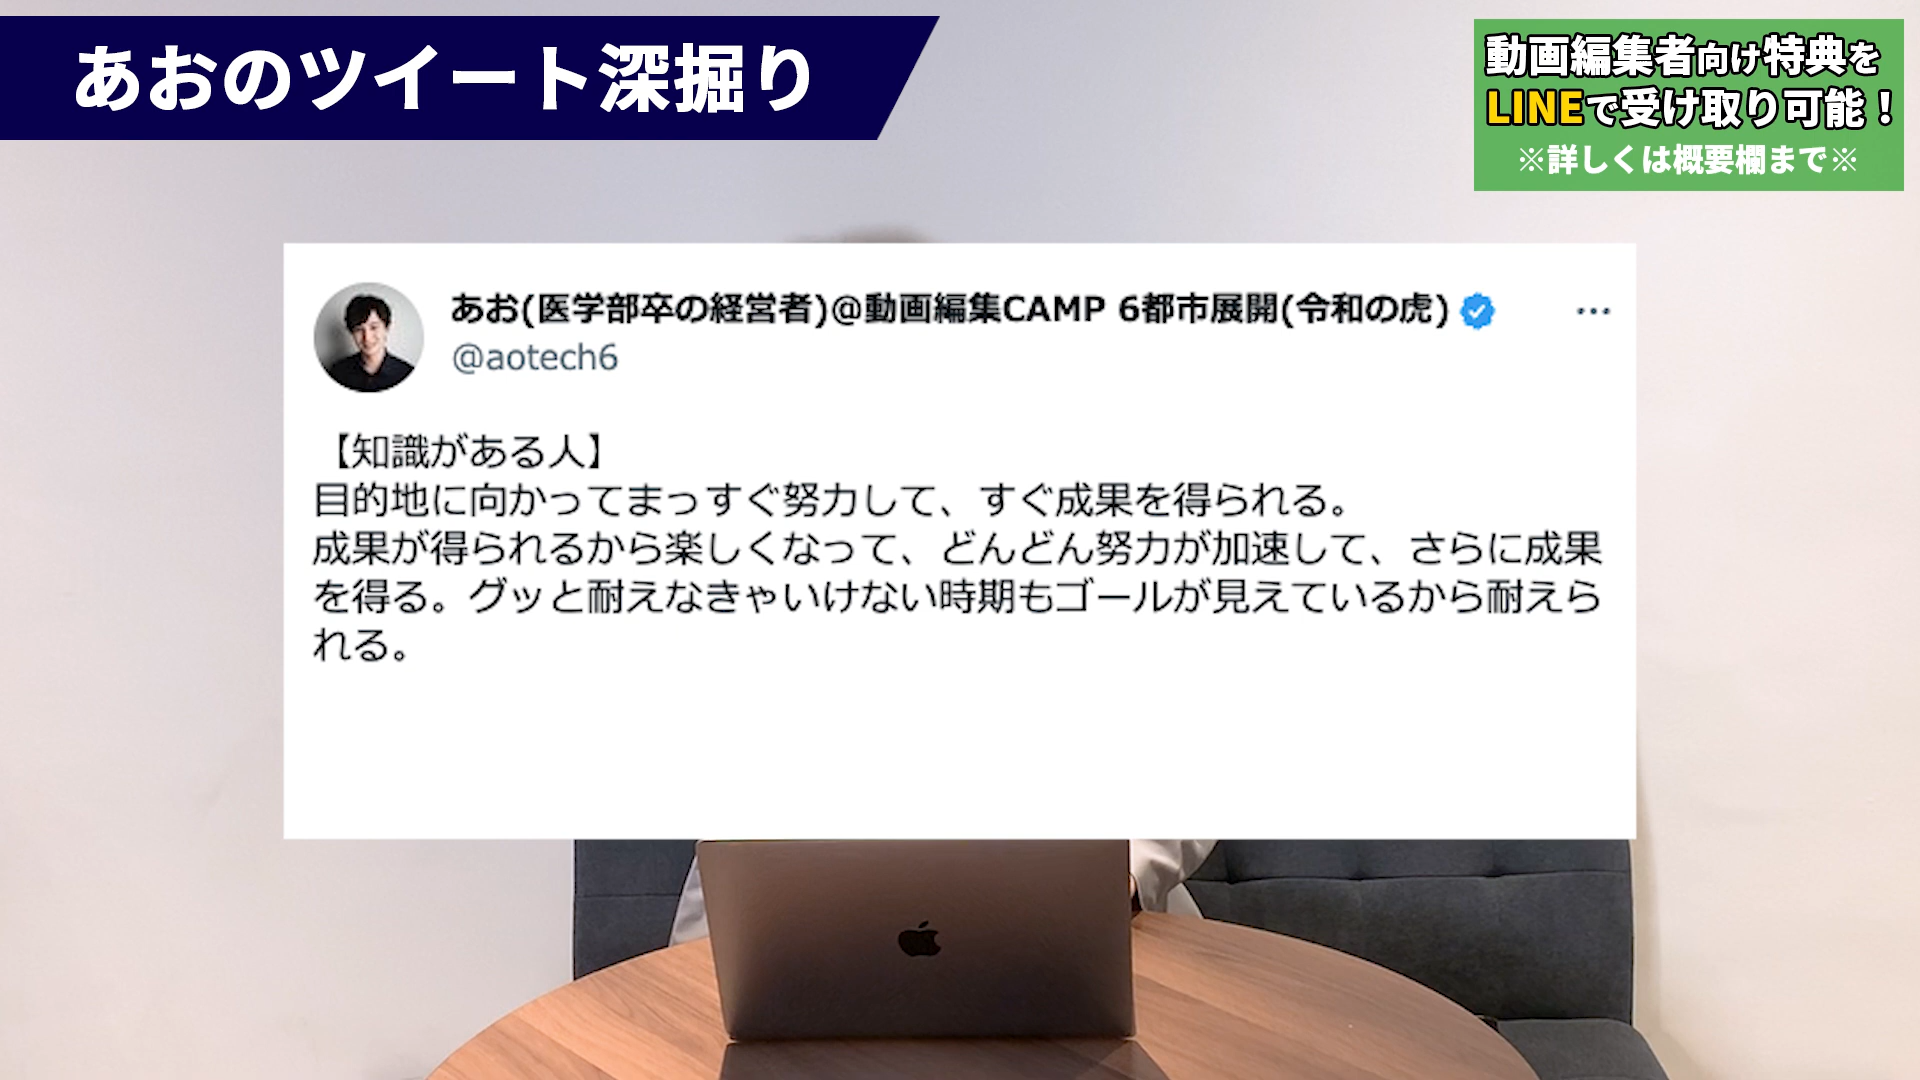 あおのツイート深掘り
動画編集者向け特典を
LINEで受け取り可能！
※詳しくは概要欄まで※
あお(医学部卒の経営者)@動画編集CAMP 6都市展開(令和の虎)
@aotech6
【知識がある人】
目的地に向かってまっすぐ努力して、すぐ成果を得られる。
成果が得られるから楽しくなって、どんどん努力が加速して、さらに成果
を得る。グッと耐えなきゃいけない時期もゴールが見えているから耐えら
れる。